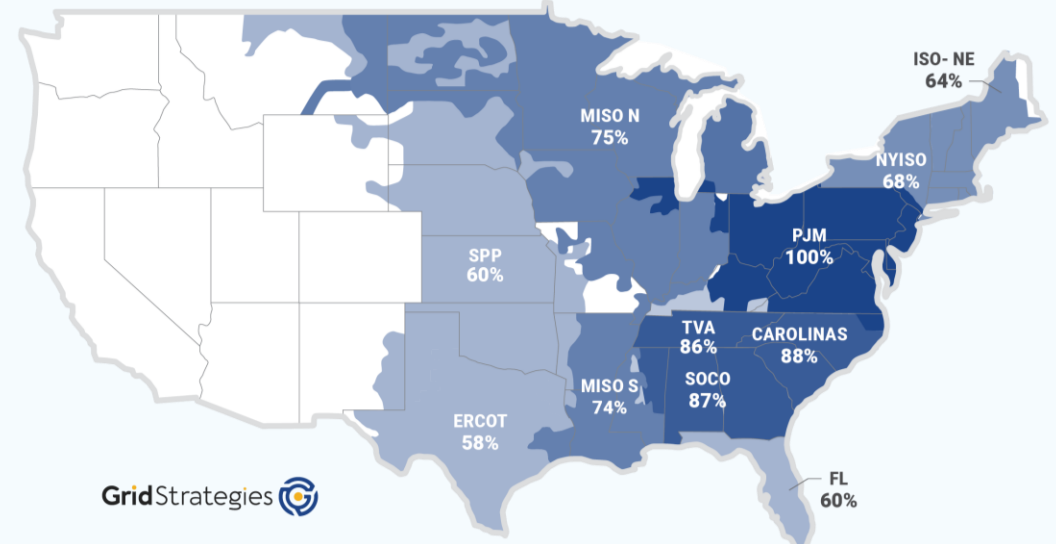 ISO- NE
64%
MISO N
75%
NYISO
68%
PJM
100%
SPP
60%
TVA
86%
CAROLINAS
88%
SOCO
87%
MISO S
74%
ERCOT
58%
FL
60%
GridStrategies